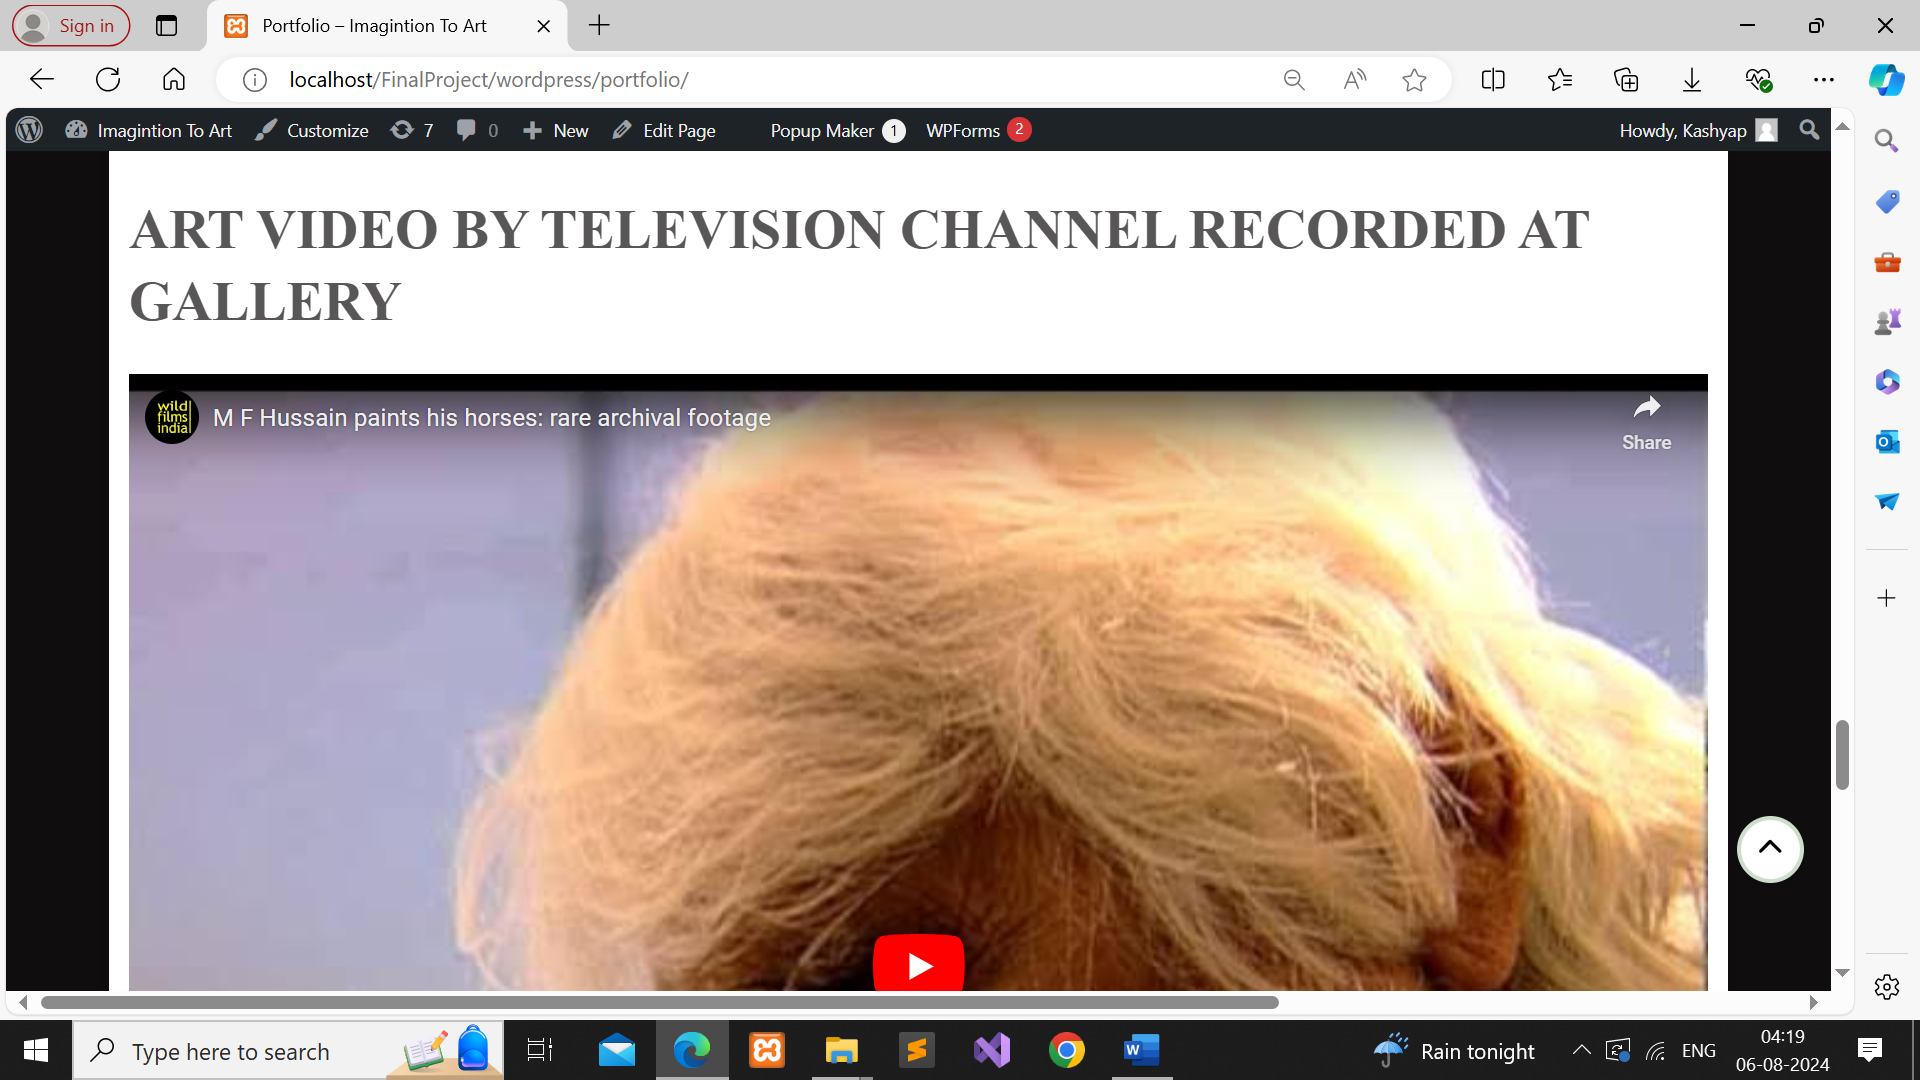 Sign in
Portfolio – Imagintion To Art
localhost/FinalProject/wordpress/portfolio/
Imagintion To Art Customize 7 0 New Edit Page Popup Maker 1 WPForms 2 Howdy, Kashyap
ART VIDEO BY TELEVISION CHANNEL RECORDED AT
GALLERY
wild
films
india
M F Hussain paints his horses: rare archival footage
Share
Type here to search
Rain tonight
ENG
04:19
06-08-2024